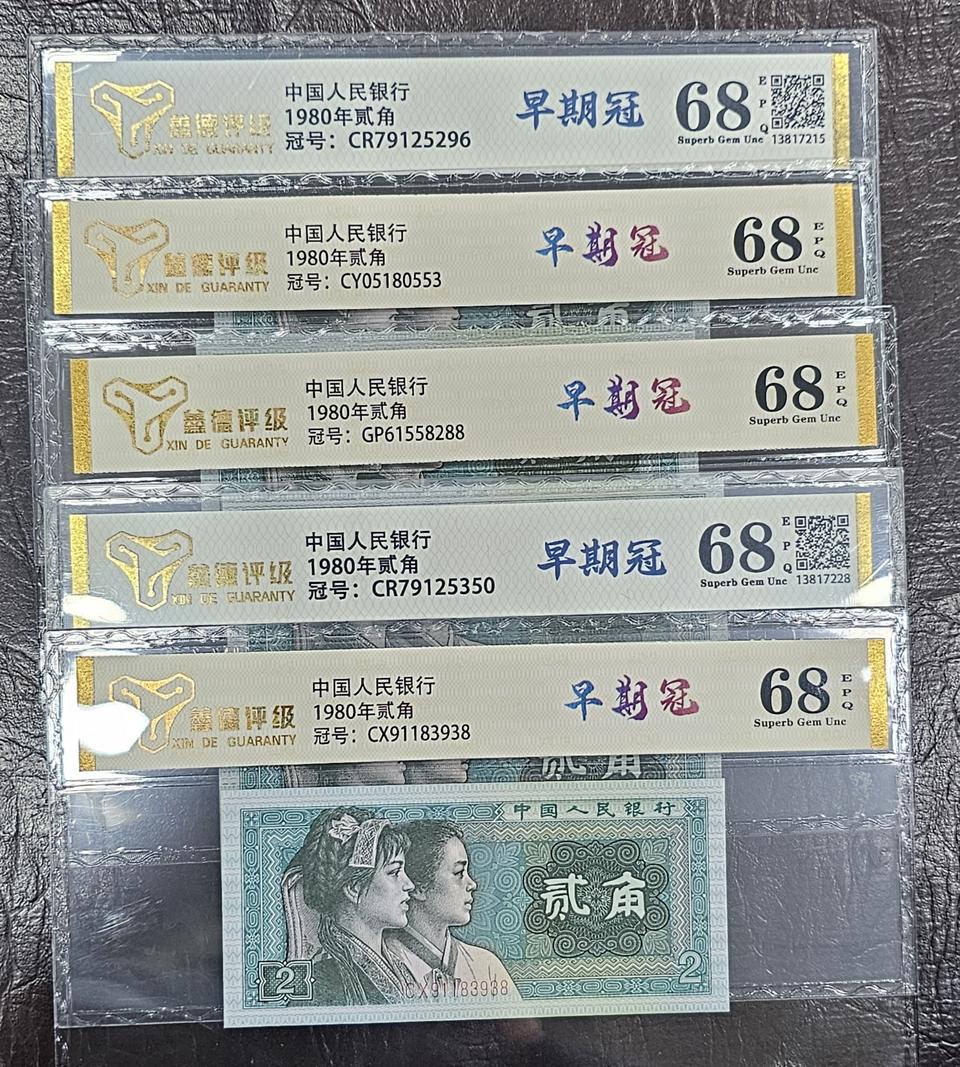 鑫德评级
XIN DE GUARANTY
中国人民银行
1980年贰角
冠号：CR79125296
早期冠
68
EPQ
Superb Gem Unc
13817215
鑫德评级
XIN DE GUARANTY
中国人民银行
1980年贰角
冠号：CY05180553
早期冠
68
EPQ
Superb Gem Unc
贰角
鑫德评级
XIN DE GUARANTY
中国人民银行
1980年贰角
冠号：GP61558288
早期冠
68
EPQ
Superb Gem Unc
鑫德评级
XIN DE GUARANTY
中国人民银行
1980年贰角
冠号：CR79125350
早期冠
68
EPQ
Superb Gem Unc
13817228
鑫德评级
XIN DE GUARANTY
中国人民银行
1980年贰角
冠号：CX91183938
早期冠
68
EPQ
Superb Gem Unc
贰角
中国人民银行
贰角
2
2
CX91183938